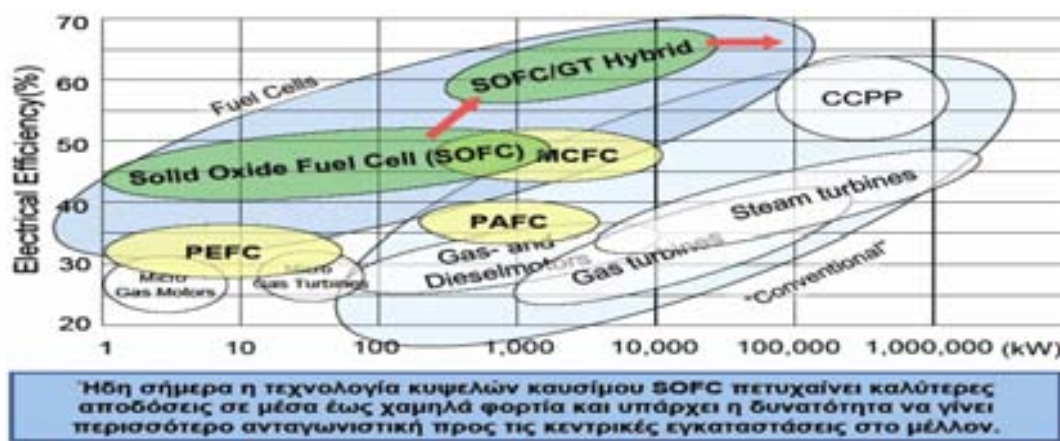 70
60
50
40
30
20
Electrical Efficiency(%)
Fuel Cells
SOFC/GT Hybrid
CCPP
Solid Oxide Fuel Cell (SOFC)
MCFC
Steam turbines
PAFC
PEFC
Gas- and
Dieselmotors
Gas turbines
Micro
Gas Motors
Micro
Gas Turbines
"Conventional"
1 10 100 1,000 10,000 100,000 1,000,000 (kW)
Ήδη σήμερα η τεχνολογία κυψελών καυσίμου SOFC πετυχαίνει καλύτερες
αποδόσεις σε μέσα έως χαμηλά φορτία και υπάρχει η δυνατότητα να γίνει
περισσότερο ανταγωνιστική προς τις κεντρικές εγκαταστάσεις στο μέλλον.